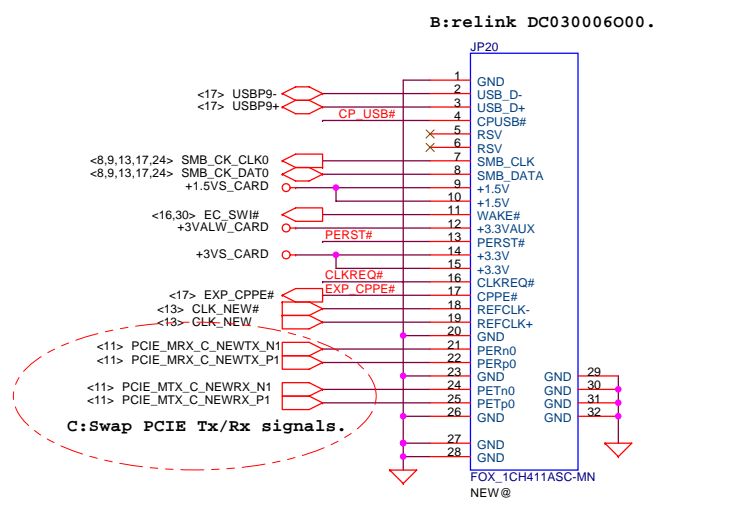 B:relink DC030006O00.
JP20
1 GND
<17> USBP9- 2 USB_D-
<17> USBP9+ 3 USB_D+
CP_USB# 4 CPUSB#
5 RSV
6 RSV
<8,9,13,17,24> SMB_CK_CLK0 7 SMB_CLK
<8,9,13,17,24> SMB_CK_DAT0 8 SMB_DATA
+1.5VS_CARD 9 +1.5V
10 +1.5V
<16,30> EC_SWI# 11 WAKE#
+3VALW_CARD 12 +3.3VAUX
PERST# 13 PERST#
+3VS_CARD 14 +3.3V
15 +3.3V
CLKREQ# 16 CLKREQ#
<17> EXP_CPPE# EXP_CPPE# 17 CPPE#
<13> CLK_NEW# 18 REFCLK-
<13> CLK_NEW 19 REFCLK+
20 GND
<11> PCIE_MRX_C_NEWTX_N1 21 PERn0
<11> PCIE_MRX_C_NEWTX_P1 22 PERp0
23 GND GND 29
<11> PCIE_MTX_C_NEWRX_N1 24 PETn0 GND 30
<11> PCIE_MTX_C_NEWRX_P1 25 PETp0 GND 31
26 GND GND 32
C:Swap PCIE Tx/Rx signals.
27 GND
28 GND
FOX_1CH411ASC-MN
NEW@